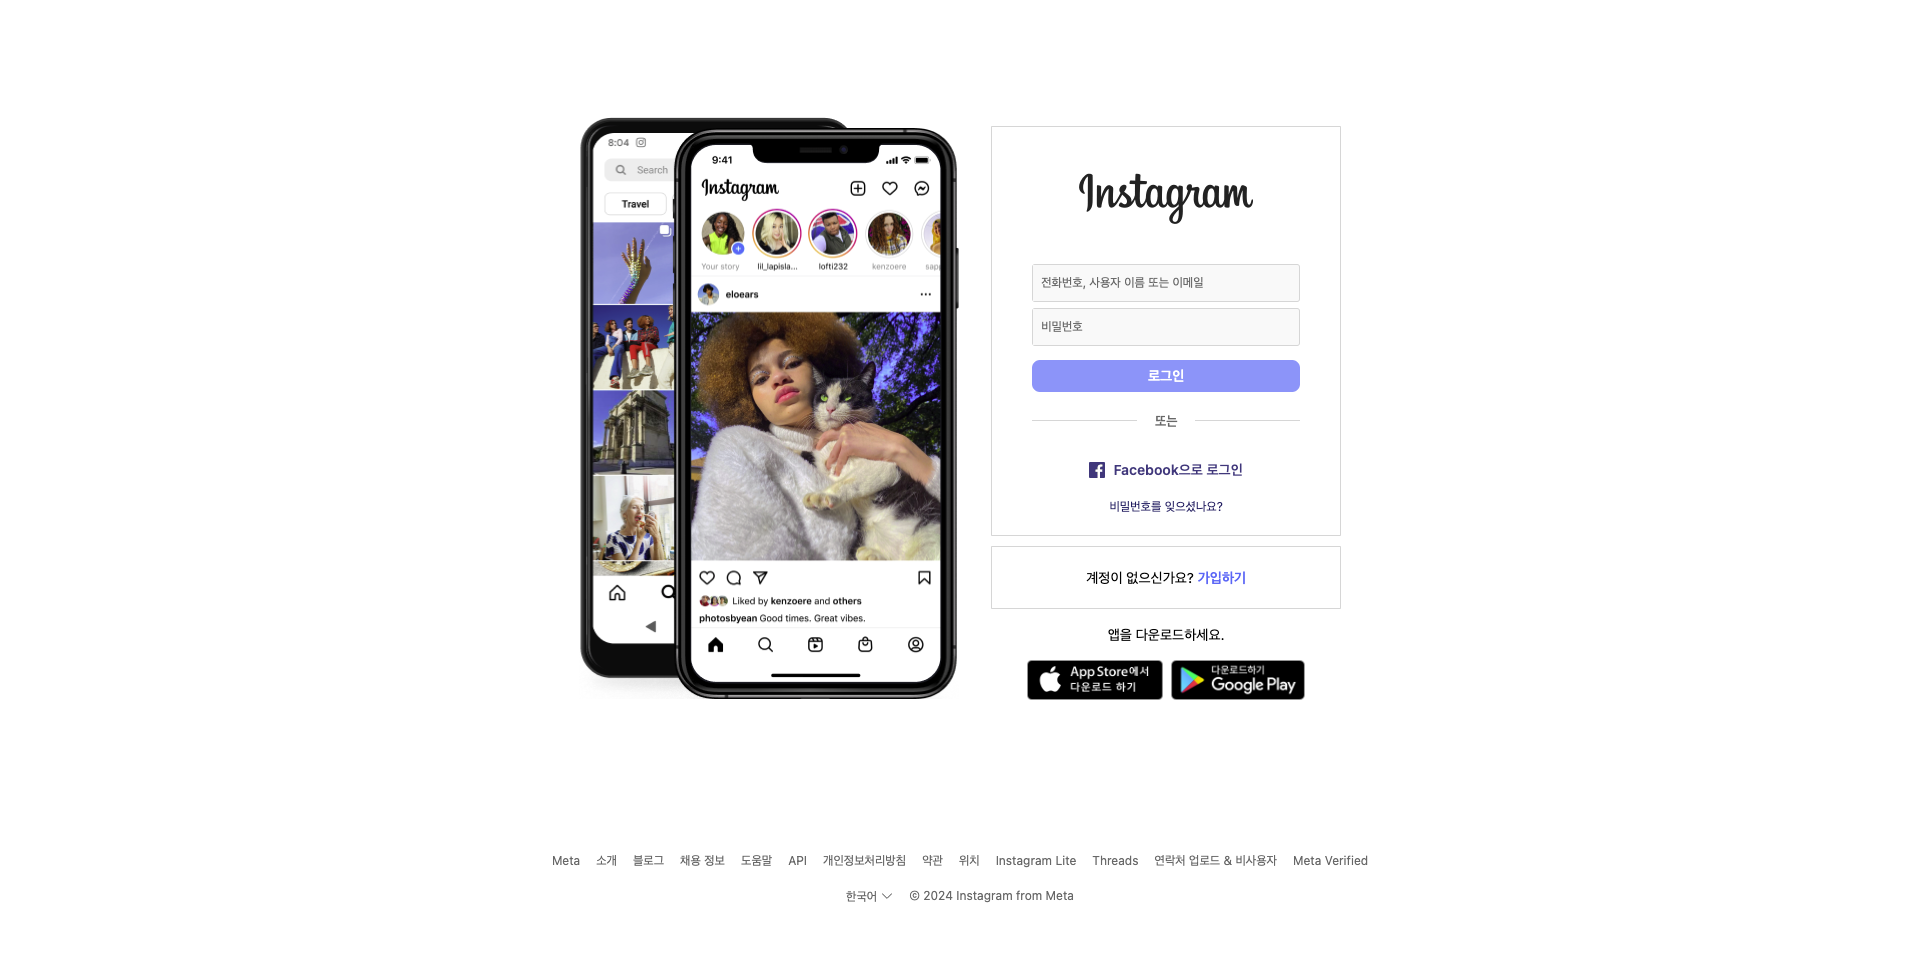 8:04
Search
Travel
9:41
Instagram
Your story
lil_lapisla...
lofti232
kenzoere
eloears
Liked by kenzoere and others
photosbyean Good times. Great vibes.
Instagram
전화번호, 사용자 이름 또는 이메일
비밀번호
로그인
또는
Facebook으로 로그인
비밀번호를 잊으셨나요?
계정이 없으신가요? 가입하기
앱을 다운로드하세요.
App Store에서
다운로드 하기
다운로드하기
Google Play
Meta 소개 블로그 채용 정보 도움말 API 개인정보처리방침 약관 위치 Instagram Lite Threads 연락처 업로드 & 비사용자 Meta Verified
한국어 © 2024 Instagram from Meta